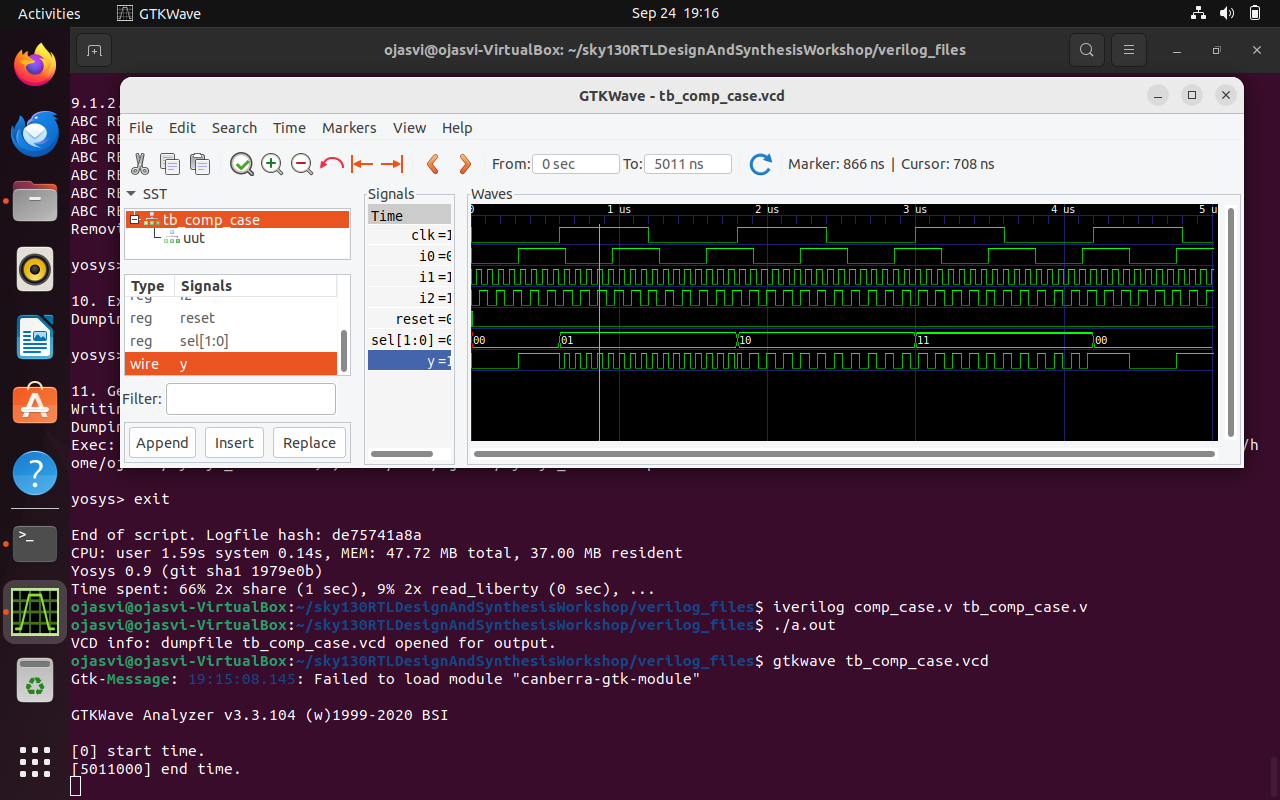 Activities GTKWave Sep 24 19:16
ojasvi@ojasvi-VirtualBox: ~/sky130RTLDesignAndSynthesisWorkshop/verilog_files
9.1.2.
ABC RE
ABC RE
ABC RE
ABC RE
ABC RE
ABC RE
Removi
yosys>
10. Ex
Dumpin
yosys>
11. Ge
Writin
Dumpin
Exec:
/h
GTKWave - tb_comp_case.vcd
File Edit Search Time Markers View Help
From: 0 sec To: 5011 ns Marker: 866 ns | Cursor: 708 ns
SST
tb_comp_case
uut
Type Signals
reg i2
reg reset
reg sel[1:0]
wire y
Filter:
Append Insert Replace
Signals
Time
clk =1
i0 =0
i1 =1
i2 =1
reset =0
sel[1:0] =0
y =1
Waves
0 1 us 2 us 3 us 4 us 5 u
00 01 10 11 00
yosys> exit
End of script. Logfile hash: de75741a8a
CPU: user 1.59s system 0.14s, MEM: 47.72 MB total, 37.00 MB resident
Yosys 0.9 (git sha1 1979e0b)
Time spent: 66% 2x share (1 sec), 9% 2x read_liberty (0 sec), ...
ojasvi@ojasvi-VirtualBox:~/sky130RTLDesignAndSynthesisWorkshop/verilog_files$ iverilog comp_case.v tb_comp_case.v
ojasvi@ojasvi-VirtualBox:~/sky130RTLDesignAndSynthesisWorkshop/verilog_files$ ./a.out
VCD info: dumpfile tb_comp_case.vcd opened for output.
ojasvi@ojasvi-VirtualBox:~/sky130RTLDesignAndSynthesisWorkshop/verilog_files$ gtkwave tb_comp_case.vcd
Gtk-Message: 19:15:08.145: Failed to load module "canberra-gtk-module"
GTKWave Analyzer v3.3.104 (w)1999-2020 BSI
[0] start time.
[5011000] end time.